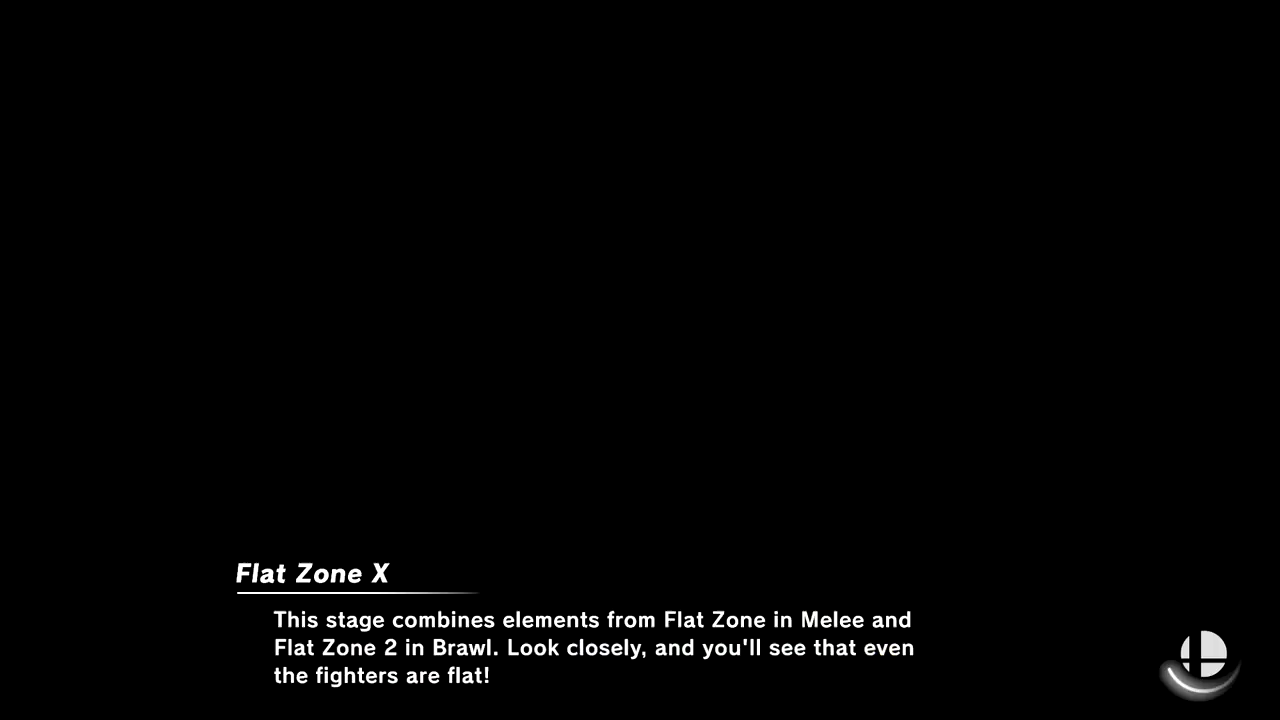 Flat Zone X
This stage combines elements from Flat Zone in Melee and
Flat Zone 2 in Brawl. Look closely, and you'll see that even
the fighters are flat!